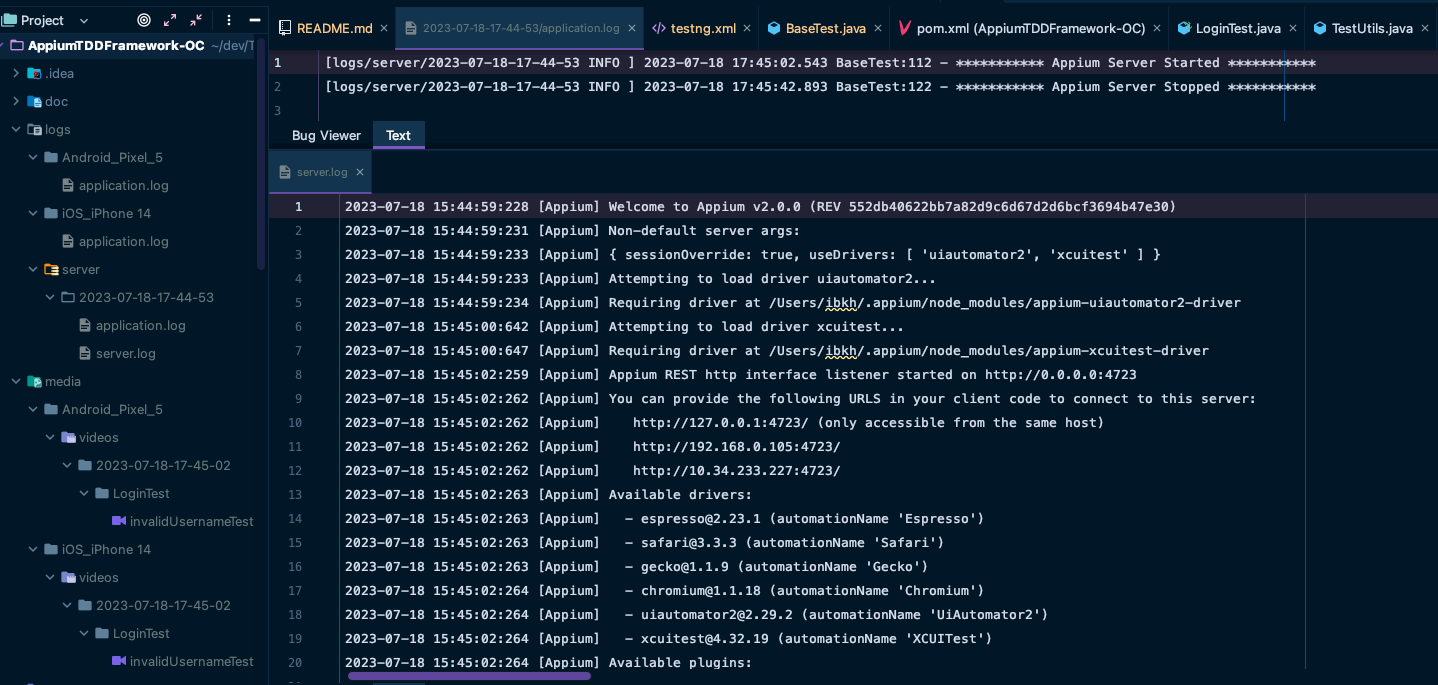 Project
AppiumTDDFramework-OC ~/dev/T
.idea
doc
logs
Android_Pixel_5
application.log
iOS_iPhone 14
application.log
server
2023-07-18-17-44-53
application.log
server.log
media
Android_Pixel_5
videos
2023-07-18-17-45-02
LoginTest
invalidUsernameTest
iOS_iPhone 14
videos
2023-07-18-17-45-02
LoginTest
invalidUsernameTest
README.md
2023-07-18-17-44-53/application.log
testng.xml
BaseTest.java
pom.xml (AppiumTDDFramework-OC)
LoginTest.java
TestUtils.java
1 [logs/server/2023-07-18-17-44-53 INFO ] 2023-07-18 17:45:02.543 BaseTest:112 - *********** Appium Server Started ***********
2 [logs/server/2023-07-18-17-44-53 INFO ] 2023-07-18 17:45:42.893 BaseTest:122 - *********** Appium Server Stopped ***********
3
Bug Viewer Text
server.log
1 2023-07-18 15:44:59:228 [Appium] Welcome to Appium v2.0.0 (REV 552db40622bb7a82d9c6d67d2d6bcf3694b47e30)
2 2023-07-18 15:44:59:231 [Appium] Non-default server args:
3 2023-07-18 15:44:59:233 [Appium] { sessionOverride: true, useDrivers: [ 'uiautomator2', 'xcuitest' ] }
4 2023-07-18 15:44:59:233 [Appium] Attempting to load driver uiautomator2...
5 2023-07-18 15:44:59:234 [Appium] Requiring driver at /Users/ibkh/.appium/node_modules/appium-uiautomator2-driver
6 2023-07-18 15:45:00:642 [Appium] Attempting to load driver xcuitest...
7 2023-07-18 15:45:00:647 [Appium] Requiring driver at /Users/ibkh/.appium/node_modules/appium-xcuitest-driver
8 2023-07-18 15:45:02:259 [Appium] Appium REST http interface listener started on http://0.0.0.0:4723
9 2023-07-18 15:45:02:262 [Appium] You can provide the following URLS in your client code to connect to this server:
10 2023-07-18 15:45:02:262 [Appium] http://127.0.0.1:4723/ (only accessible from the same host)
11 2023-07-18 15:45:02:262 [Appium] http://192.168.0.105:4723/
12 2023-07-18 15:45:02:262 [Appium] http://10.34.233.227:4723/
13 2023-07-18 15:45:02:263 [Appium] Available drivers:
14 2023-07-18 15:45:02:263 [Appium] - espresso@2.23.1 (automationName 'Espresso')
15 2023-07-18 15:45:02:263 [Appium] - safari@3.3.3 (automationName 'Safari')
16 2023-07-18 15:45:02:263 [Appium] - gecko@1.1.9 (automationName 'Gecko')
17 2023-07-18 15:45:02:264 [Appium] - chromium@1.1.18 (automationName 'Chromium')
18 2023-07-18 15:45:02:264 [Appium] - uiautomator2@2.29.2 (automationName 'UiAutomator2')
19 2023-07-18 15:45:02:264 [Appium] - xcuitest@4.32.19 (automationName 'XCUITest')
20 2023-07-18 15:45:02:264 [Appium] Available plugins: